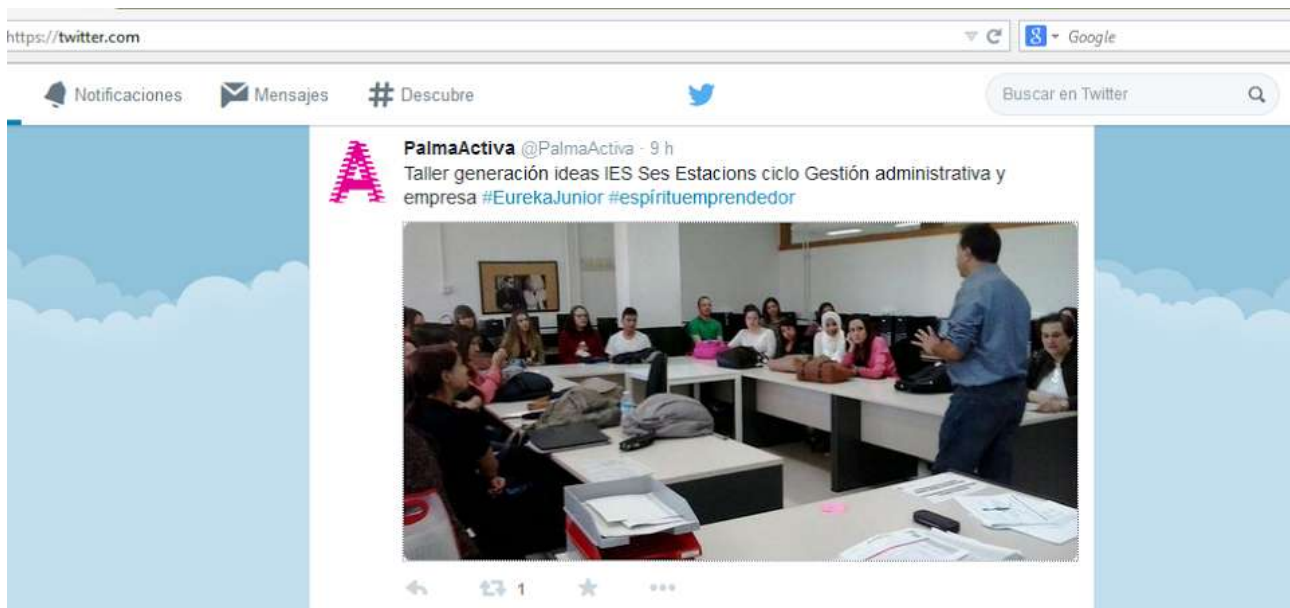 https://twitter.com
Google
Notificaciones
Mensajes
Descubre
Buscar en Twitter
PalmaActiva @PalmaActiva · 9 h
Taller generación ideas IES Ses Estacions ciclo Gestión administrativa y
empresa #EurekaJunior #espírituemprendedor
1